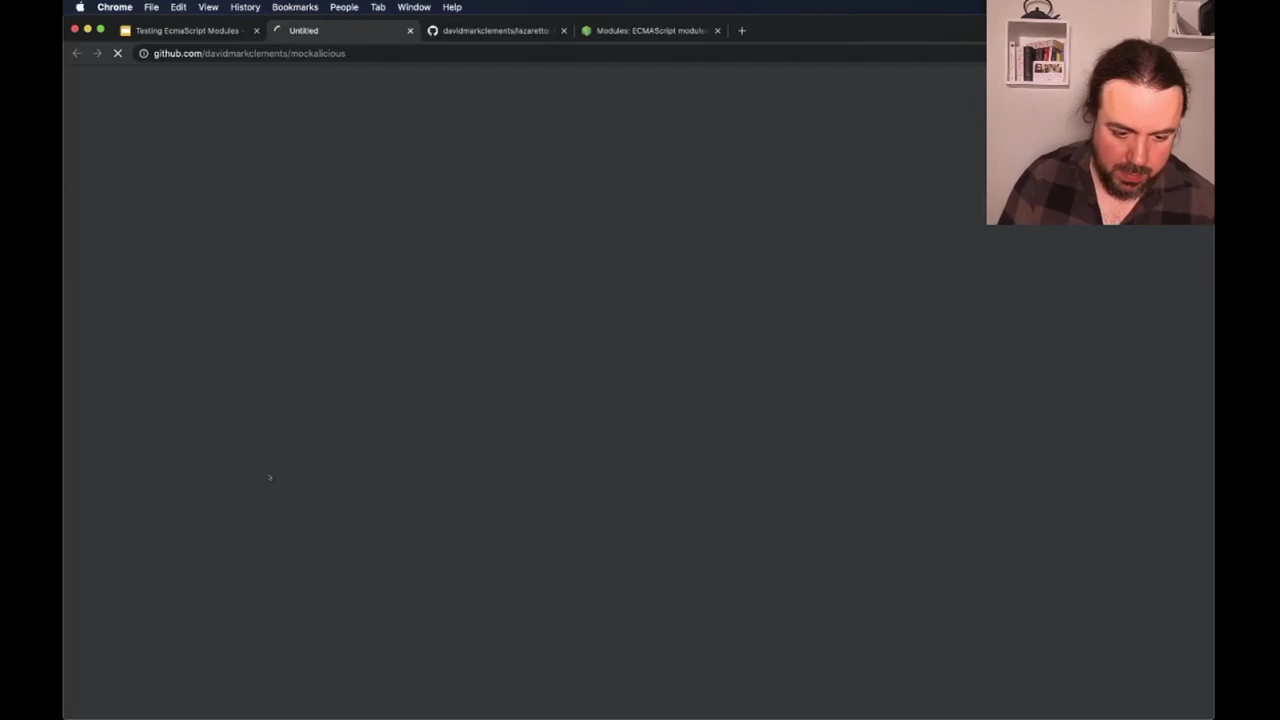 Chrome File Edit View History Bookmarks People Tab Window Help
Testing EcmaScript Modules - Untitled davidmarkclements/lazaretto: Modules: ECMAScript module
github.com/davidmarkclements/mockalicious